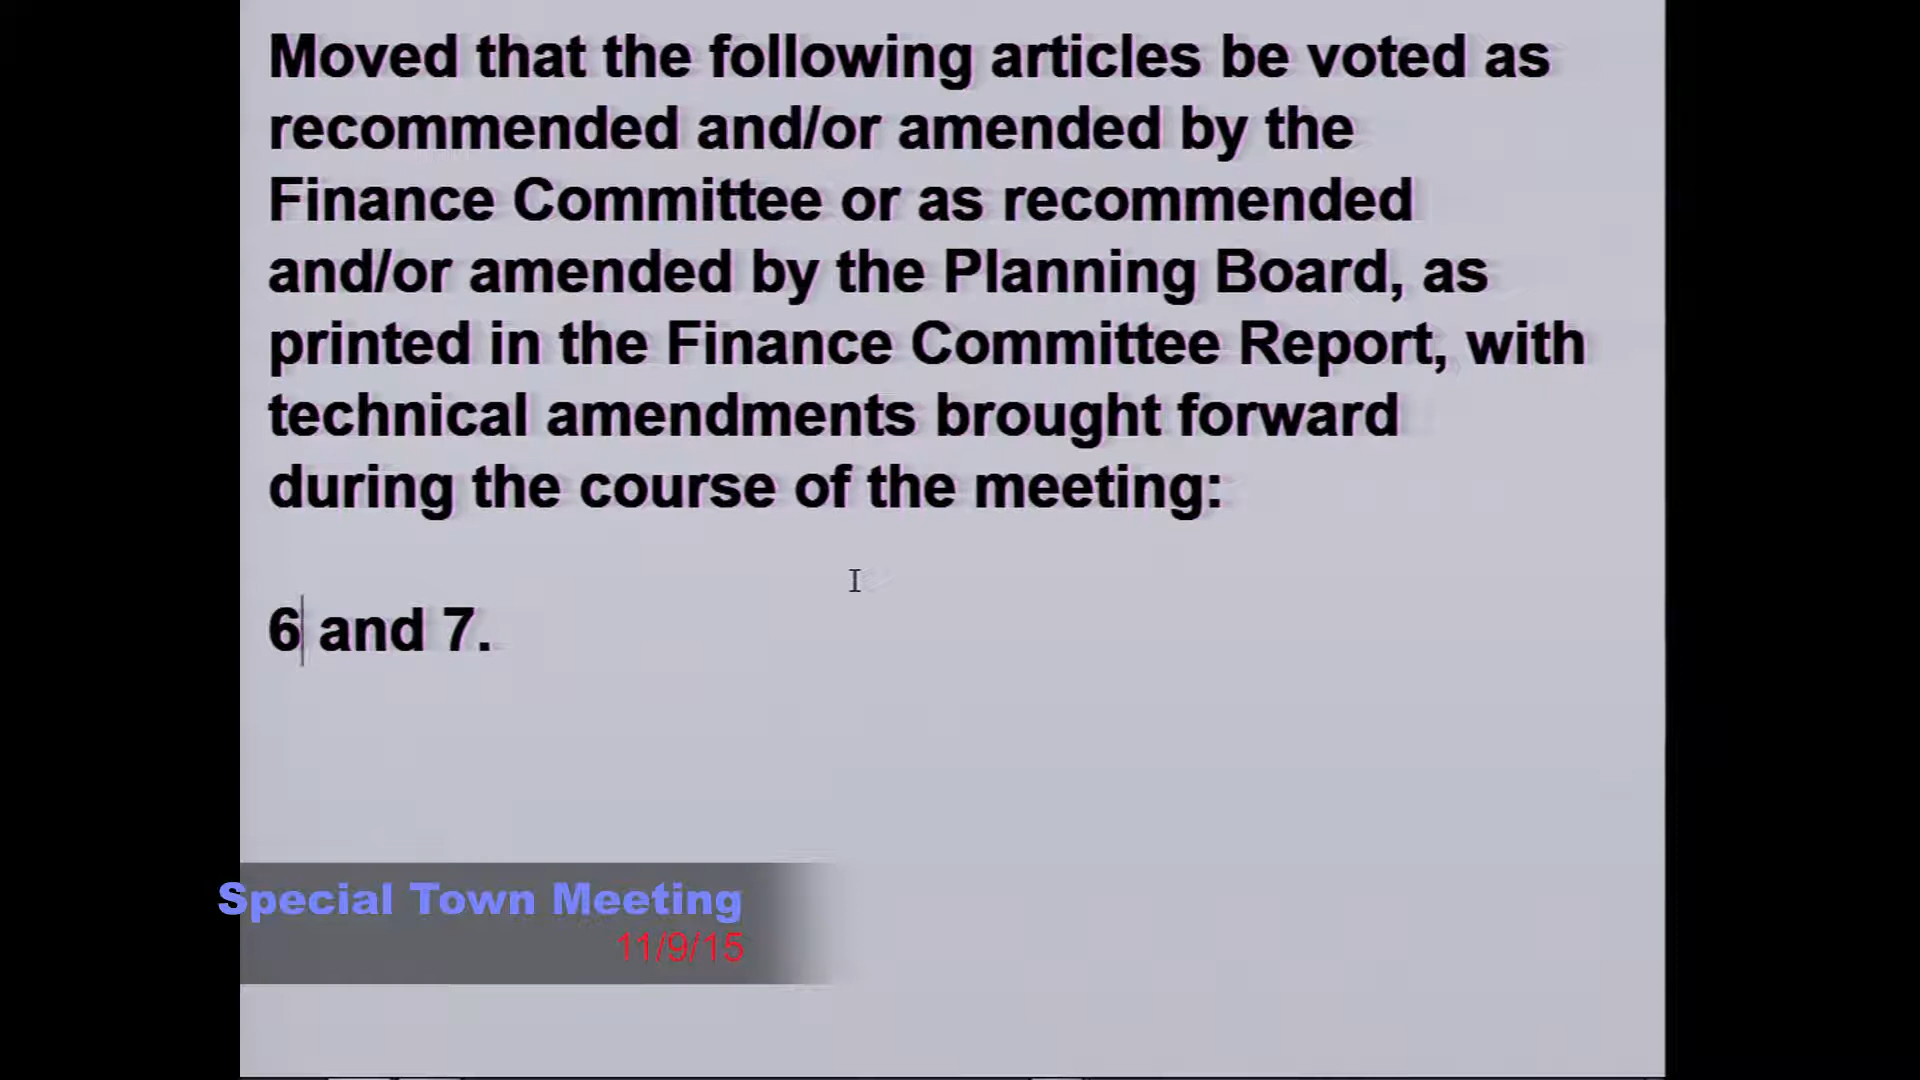 Moved that the following articles be voted as
recommended and/or amended by the
Finance Committee or as recommended
and/or amended by the Planning Board, as
printed in the Finance Committee Report, with
technical amendments brought forward
during the course of the meeting:
6 and 7.
Special Town Meeting
11/9/15